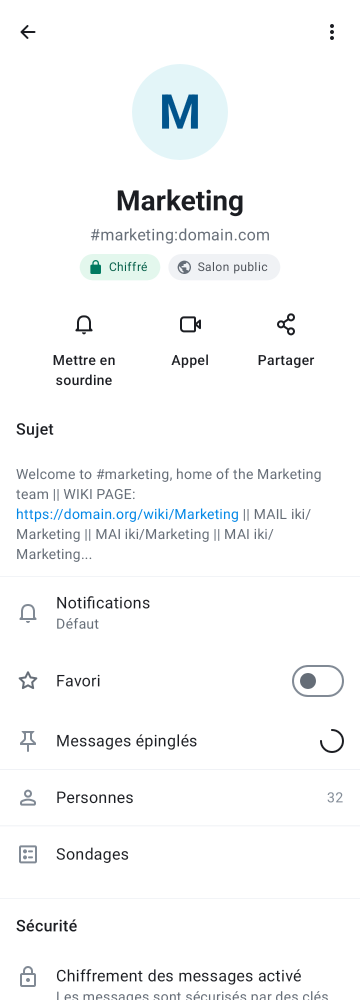 M
Marketing
#marketing:domain.com
Chiffré Salon public
Mettre en
sourdine
Appel
Partager
Sujet
Welcome to #marketing, home of the Marketing
team || WIKI PAGE:
https://domain.org/wiki/Marketing || MAIL iki/
Marketing || MAI iki/Marketing || MAI iki/
Marketing...
Notifications
Défaut
Favori
Messages épinglés
Personnes 32
Sondages
Sécurité
Chiffrement des messages activé
Les messages sont sécurisés par des clés